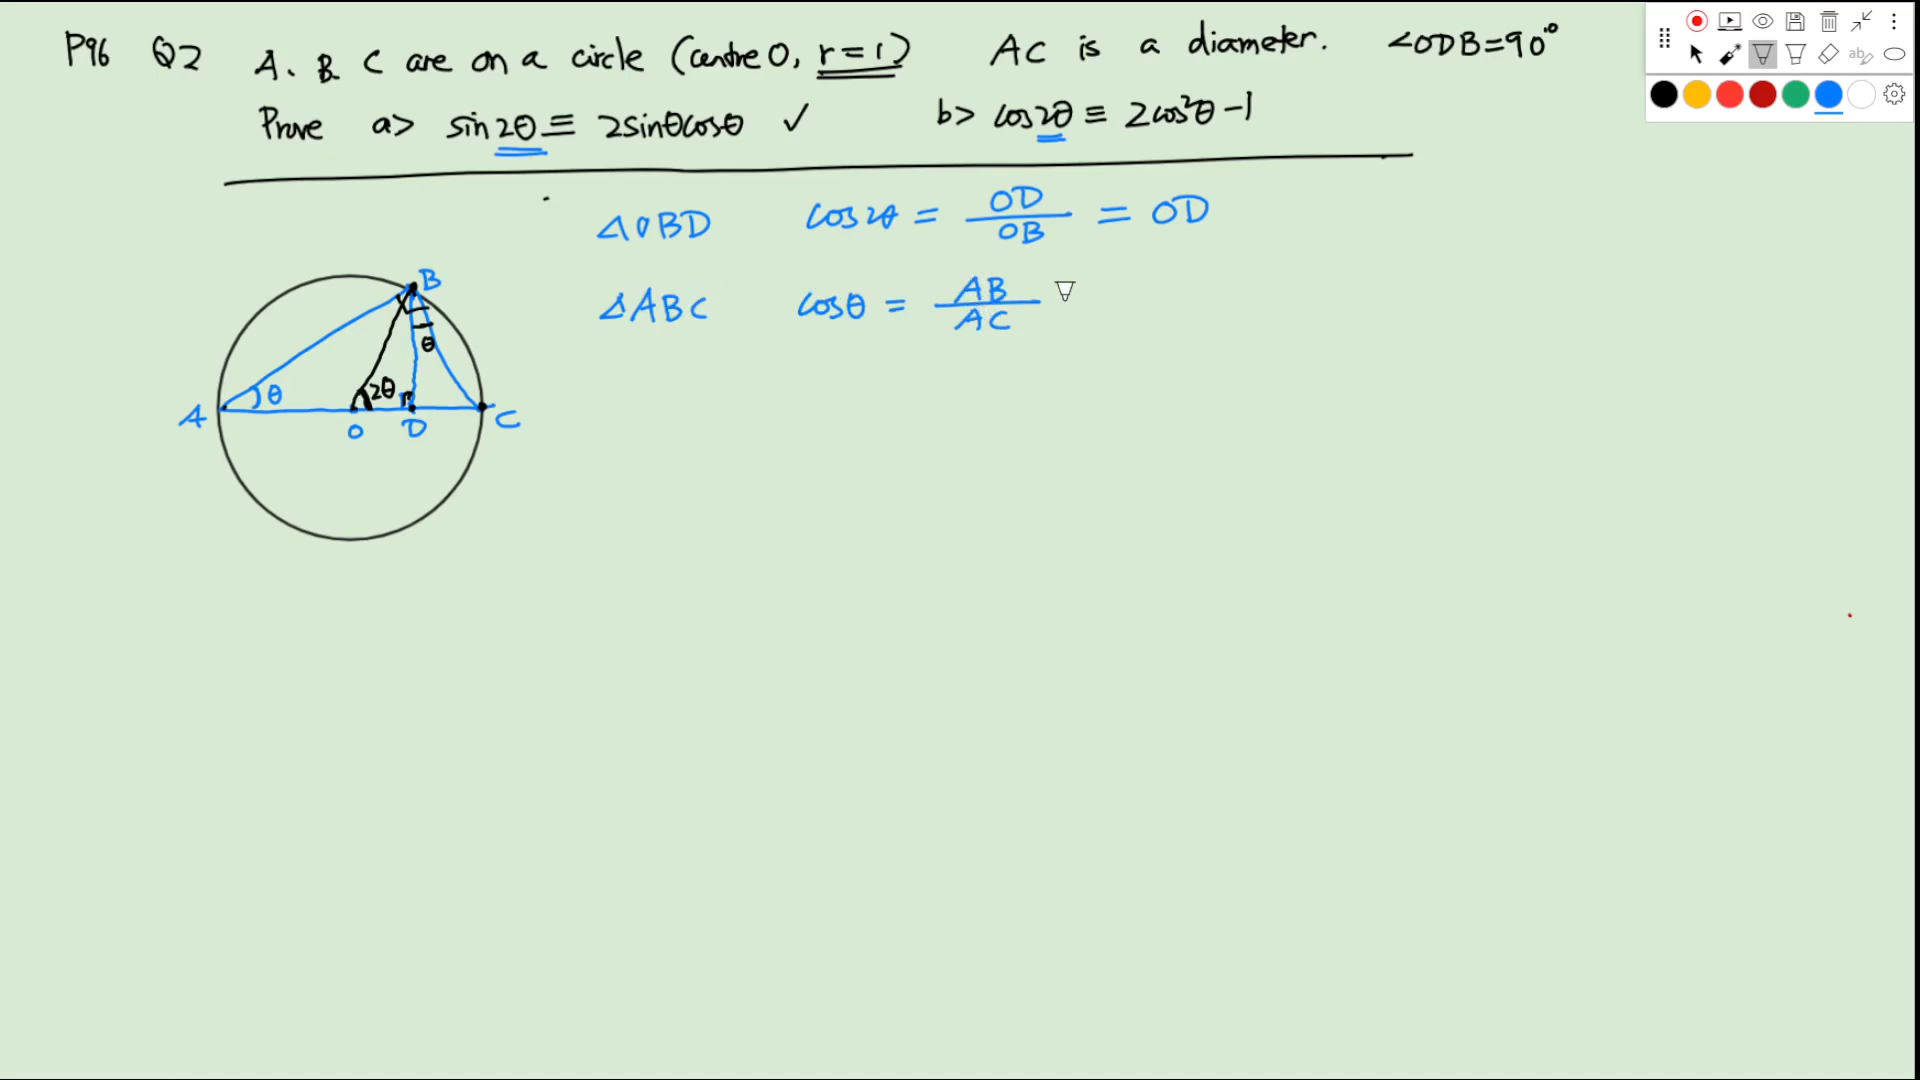 P96 Q2 A、B C are on a circle (centre O, r=1) AC is a diameter. ∠ODB=90°
Prove a> sin2θ≡ 2sinθcosθ ✓ b> cos2θ ≡ 2cos²θ-1
△OBD cos2θ = OD/OB = OD
△ABC cosθ = AB/AC
B
θ
A θ 2θ C
O D
ab